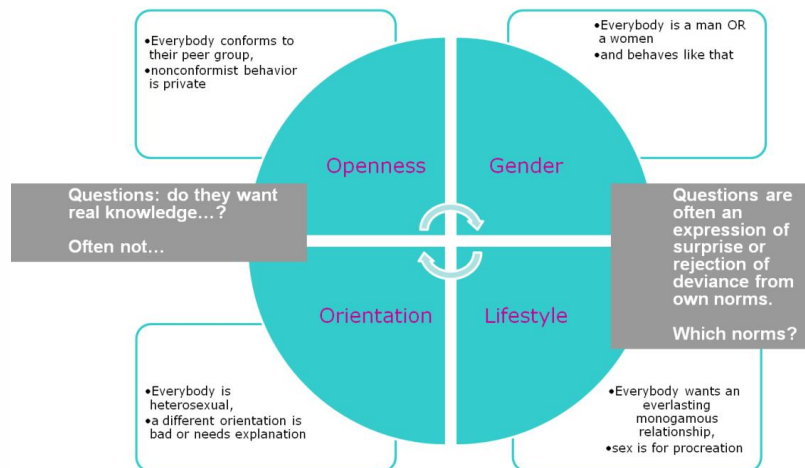 •Everybody conforms to
their peer group,
•nonconformist behavior
is private
•Everybody is a man OR
a women
•and behaves like that
Openness
Gender
Questions: do they want
real knowledge…?
Often not…
Questions are
often an
expression of
surprise or
rejection of
deviance from
own norms.
Which norms?
Orientation
Lifestyle
•Everybody is
heterosexual,
•a different orientation is
bad or needs explanation
•Everybody wants an
everlasting
monogamous
relationship,
•sex is for procreation